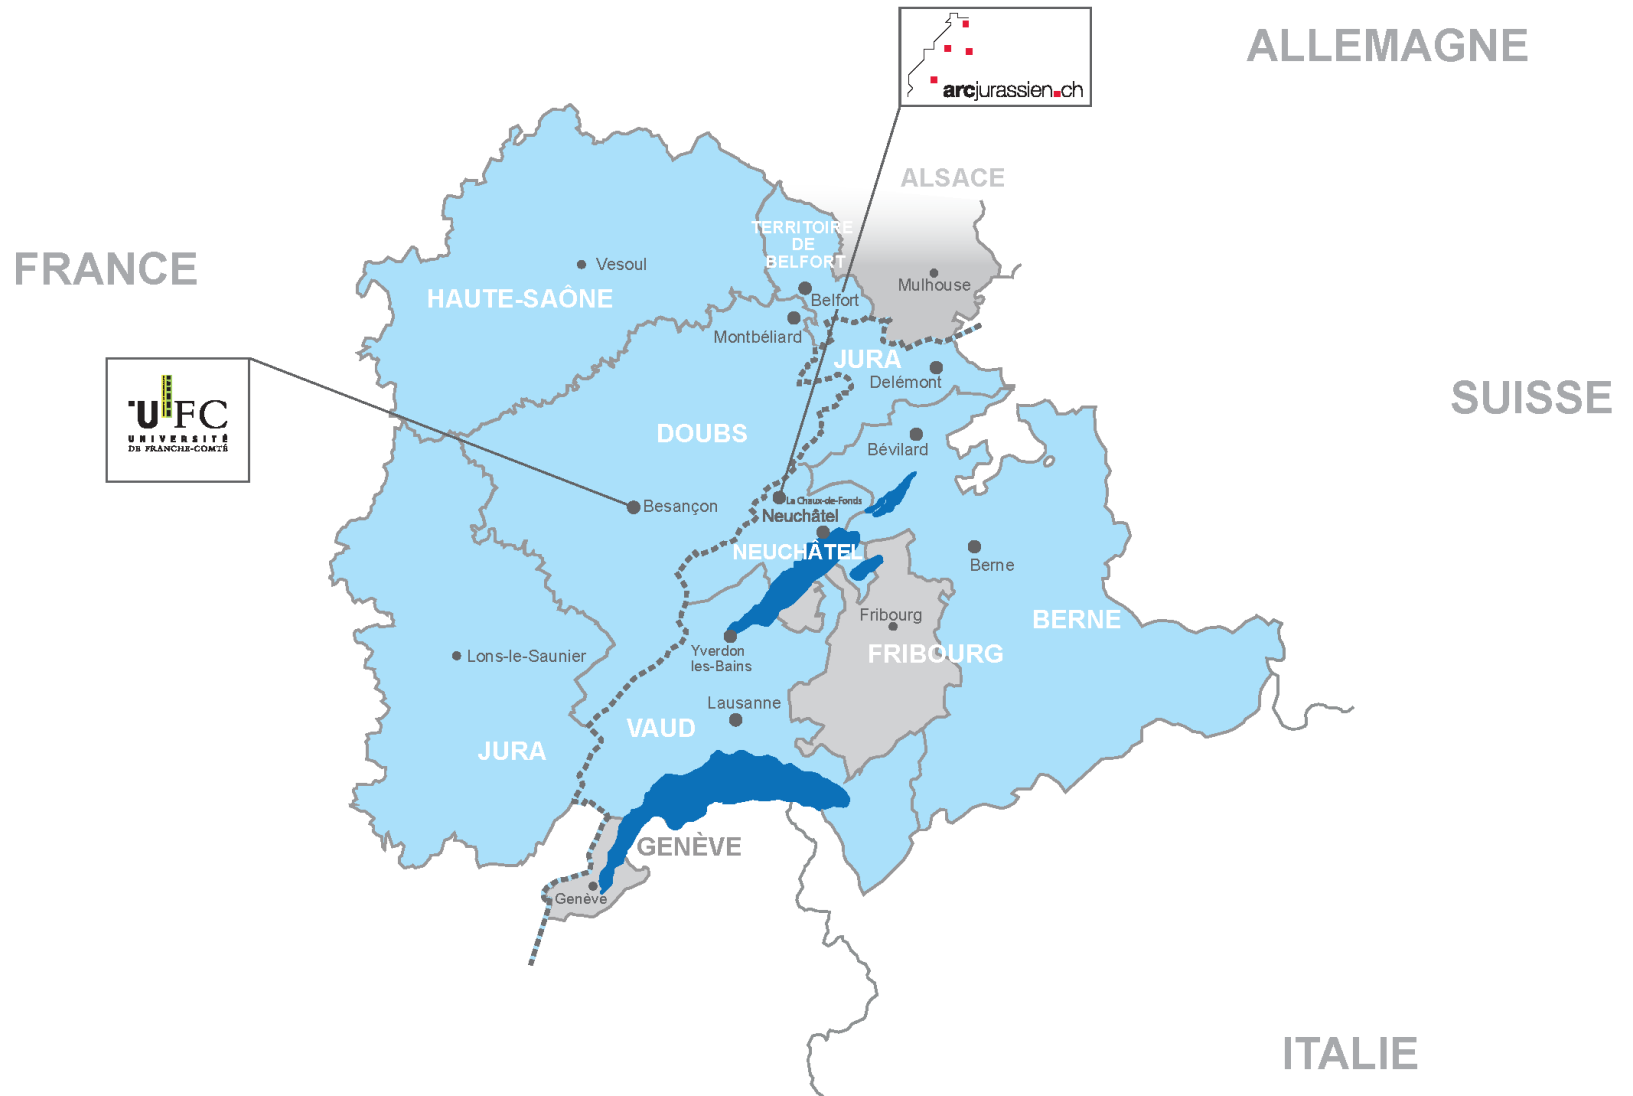 arcjurassien.ch
ALLEMAGNE
ALSACE
TERRITOIRE
DE
BELFORT
FRANCE
Vesoul
Mulhouse
HAUTE-SAÔNE
Belfort
Montbéliard
JURA
Delémont
SUISSE
UFC
UNIVERSITÉ
DE FRANCHE-COMTÉ
DOUBS
Bévilard
Besançon
La Chaux-de-Fonds
Neuchâtel
NEUCHÂTEL
Berne
Fribourg
BERNE
FRIBOURG
Yverdon
les-Bains
Lons-le-Saunier
Lausanne
VAUD
JURA
GENÈVE
Genève
ITALIE